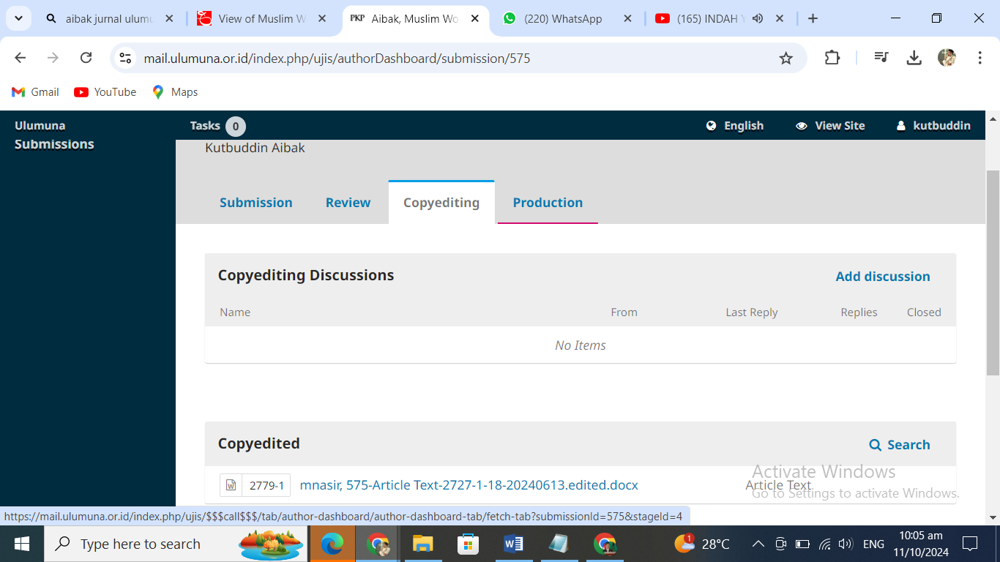 aibak jurnal ulumu
View of Muslim W
PKP Aibak, Muslim Wo
(220) WhatsApp
(165) INDAH Y
mail.ulumuna.or.id/index.php/ujis/authorDashboard/submission/575
Gmail YouTube Maps
Ulumuna
Tasks 0
English View Site kutbuddin
Submissions
Kutbuddin Aibak
Submission Review Copyediting Production
Copyediting Discussions Add discussion
Name From Last Reply Replies Closed
No Items
Copyedited Search
2779-1 mnasir, 575-Article Text-2727-1-18-20240613.edited.docx Article Text
Activate Windows
Go to Settings to activate Windows.
https://mail.ulumuna.or.id/index.php/ujis/$$$call$$$/tab/author-dashboard/author-dashboard-tab/fetch-tab?submissionId=575&stageId=4
Type here to search
1
28°C
ENG
10:05 am
11/10/2024